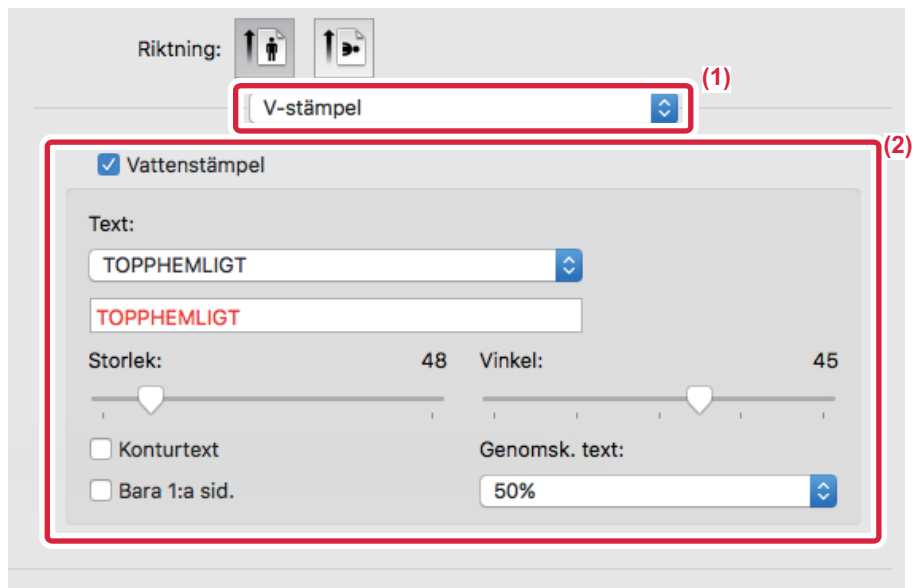 Riktning:
(1)
V-stämpel
(2)
Vattenstämpel
Text:
TOPPHEMLIGT
TOPPHEMLIGT
Storlek: 48 Vinkel: 45
Konturtext Genomsk. text:
Bara 1:a sid. 50%